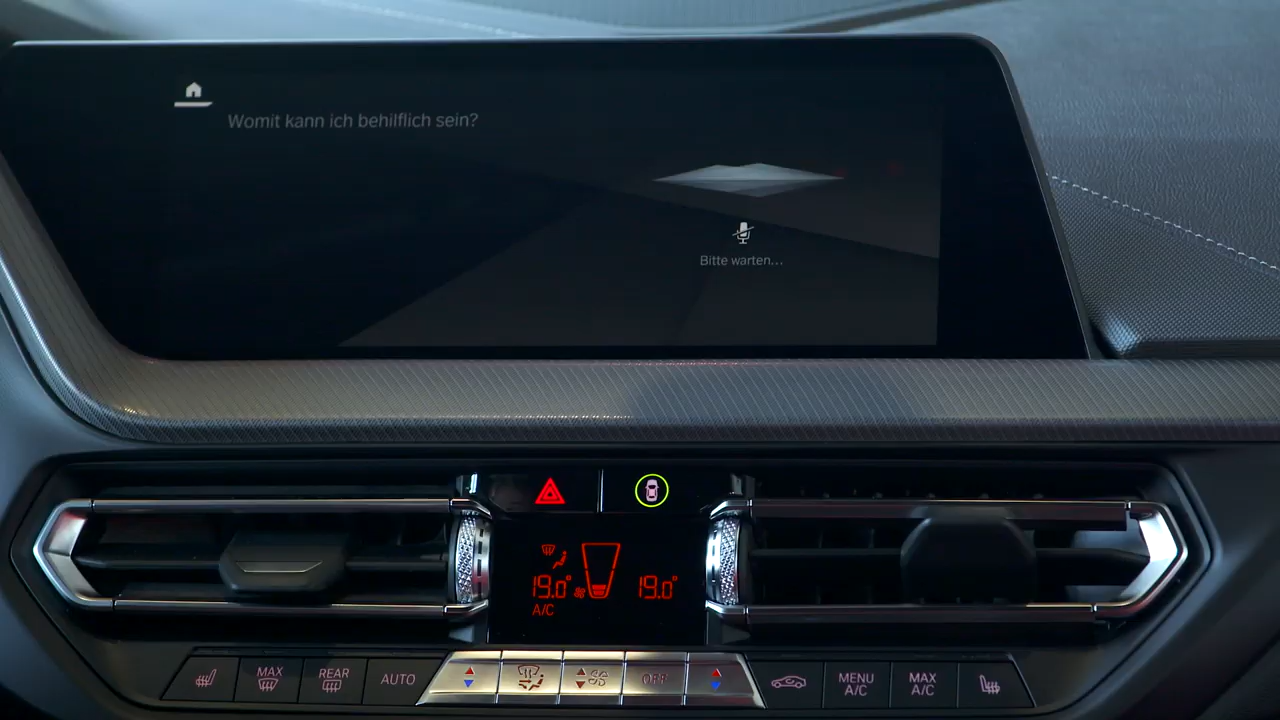 Womit kann ich behilflich sein?
Bitte warten...
19.0°
19.0°
A/C
MAX
REAR
AUTO
OFF
MENU
A/C
MAX
A/C